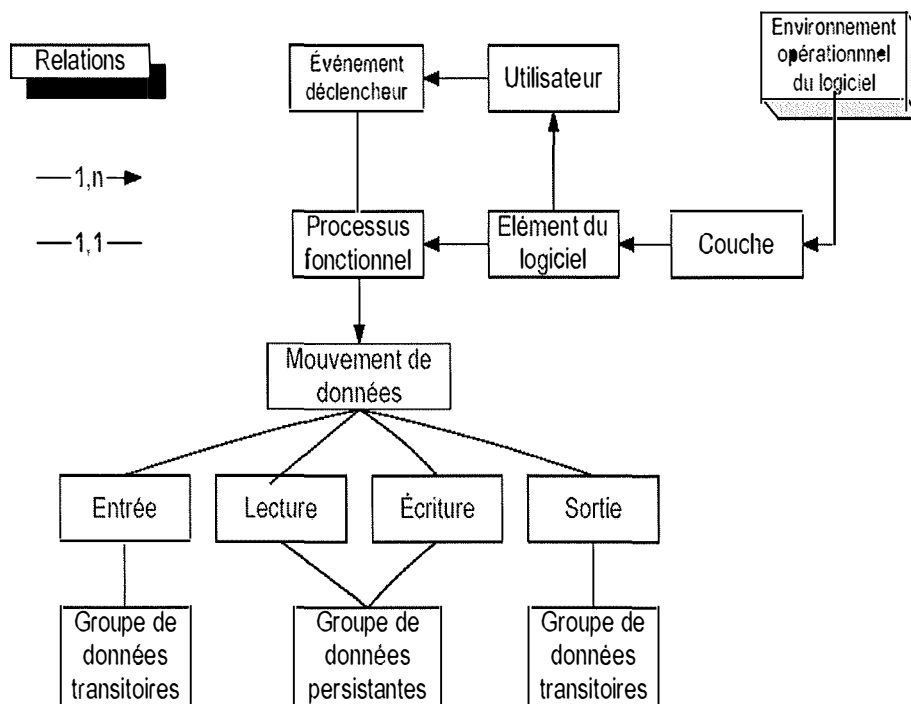 Relations
1,n
1,1
Événement
déclencheur
Utilisateur
Environnement
opérationnnel
du logiciel
Processus
fonctionnel
Elément du
logiciel
Couche
Mouvement de
données
Entrée
Lecture
Écriture
Sortie
Groupe de
données
transitoires
Groupe de
données
persistantes
Groupe de
données
transitoires